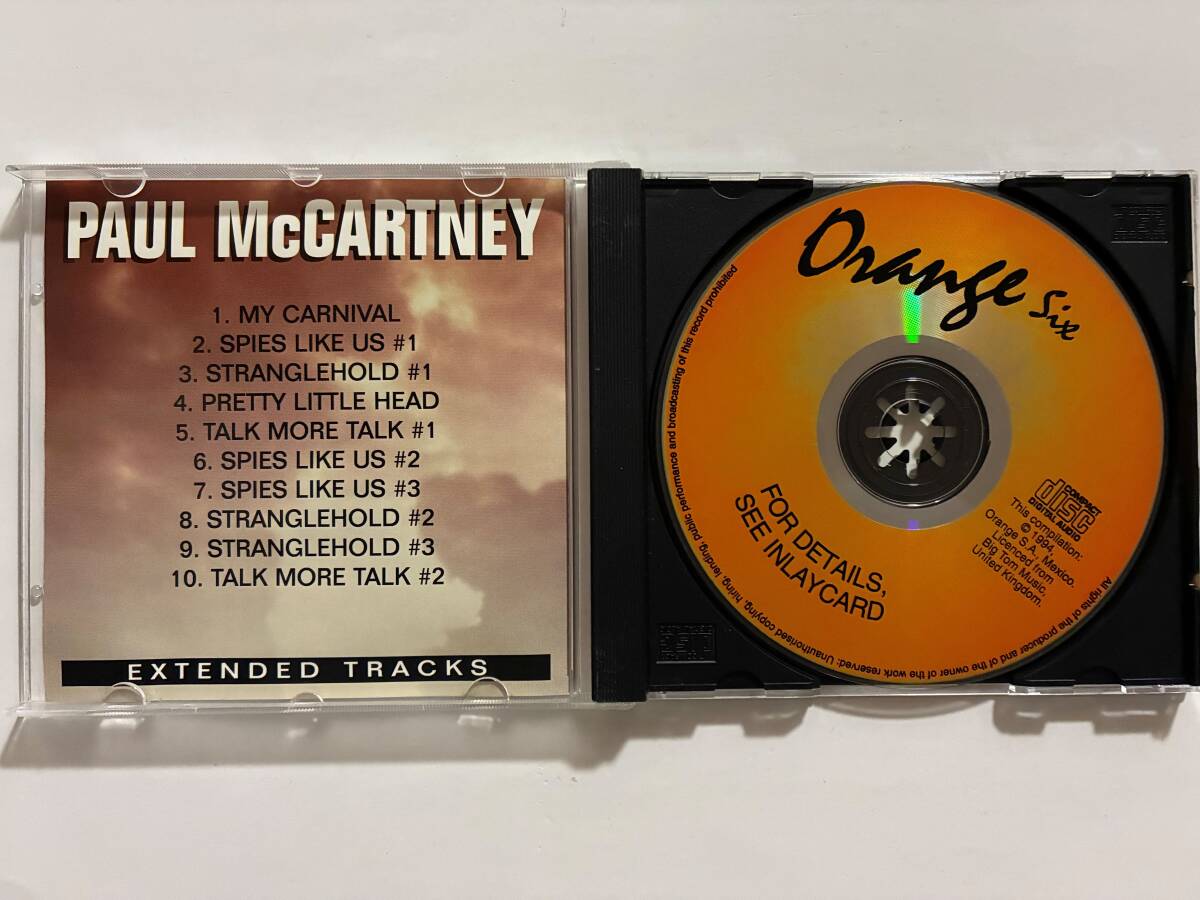 PAUL McCARTNEY
1. MY CARNIVAL
2. SPIES LIKE US #1
3. STRANGLEHOLD #1
4. PRETTY LITTLE HEAD
5. TALK MORE TALK #1
6. SPIES LIKE US #2
7. SPIES LIKE US #3
8. STRANGLEHOLD #2
9. STRANGLEHOLD #3
10. TALK MORE TALK #2
EXTENDED TRACKS
Orange Six
FOR DETAILS,
SEE INLAYCARD
COMPACT
disc
DIGITAL AUDIO
This compilation:
© 1994,
Orange S.A., Mexico.
Licenced from
Big Tom Music,
United Kingdom.
All rights of the producer and of the owner of the work reserved; Unauthorised copying, hiring, lending, public performance and broadcasting of this record prohibited